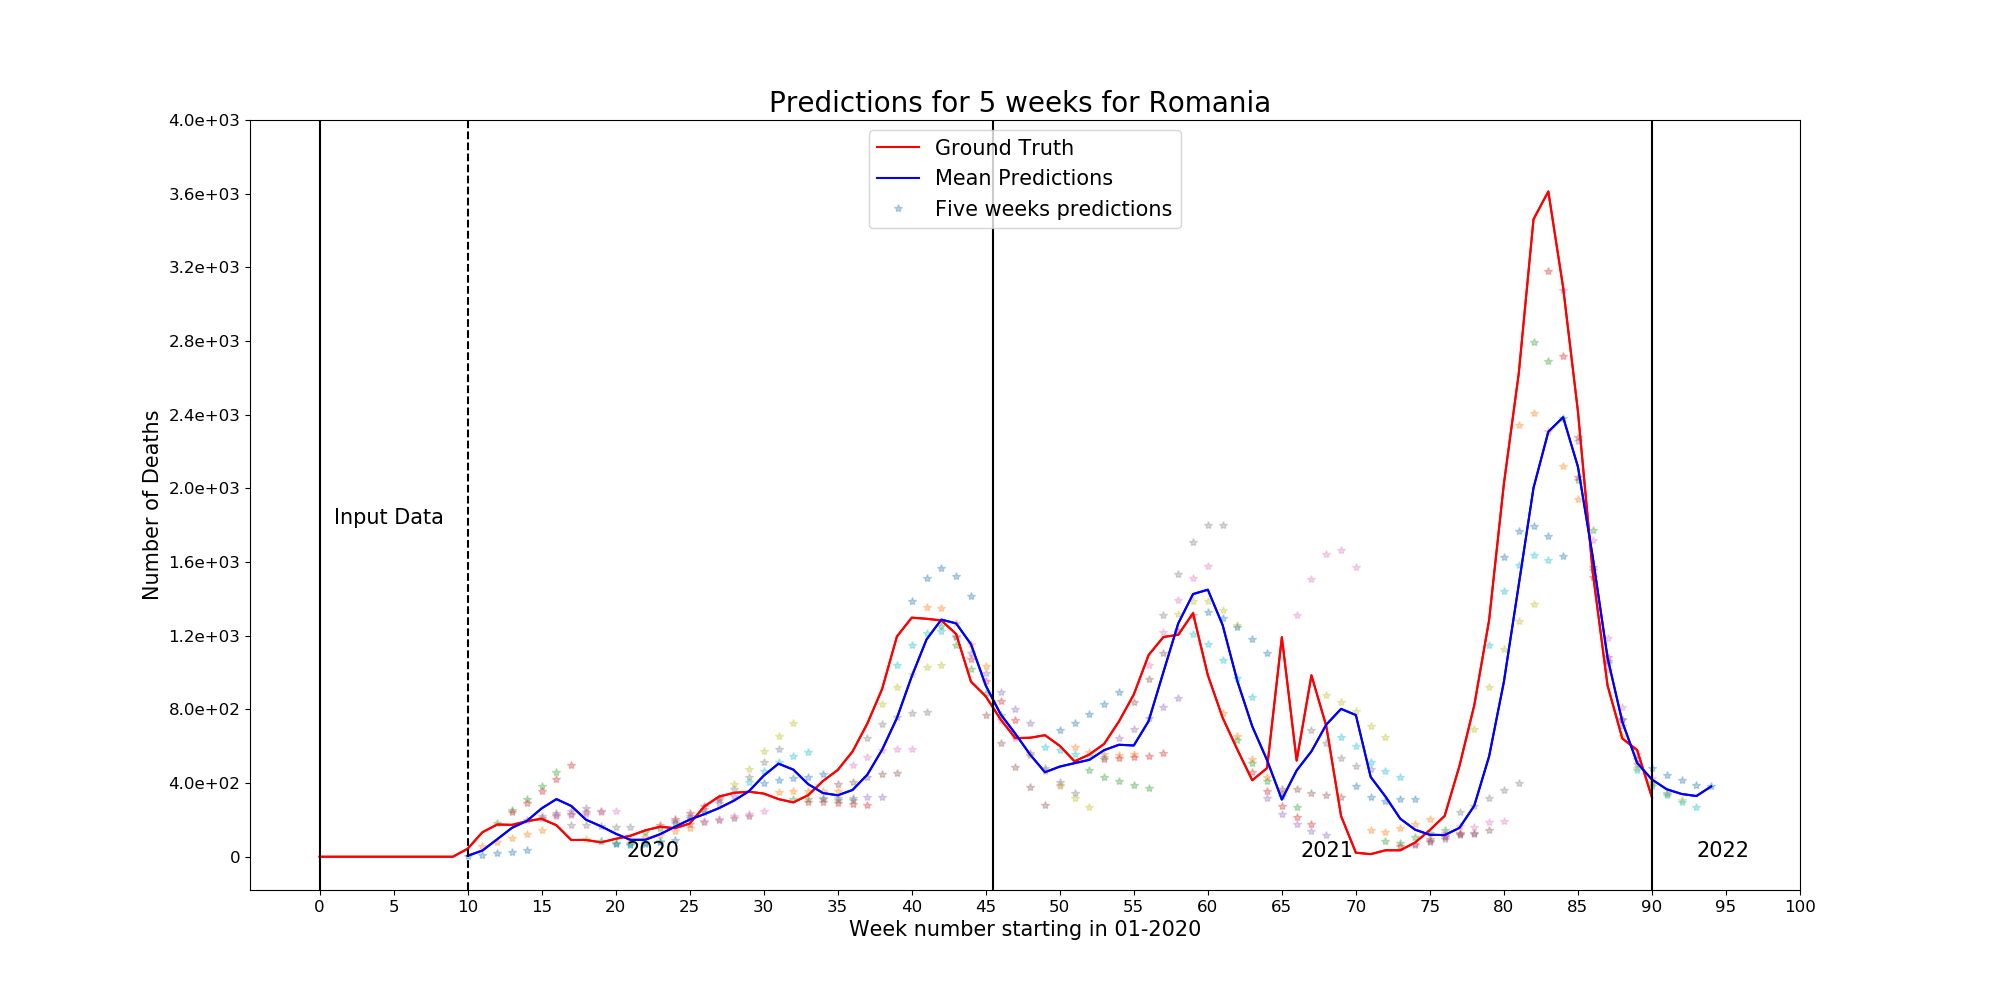 Predictions for 5 weeks for Romania
4.0e+03
3.6e+03
3.2e+03
2.8e+03
2.4e+03
2.0e+03
1.6e+03
1.2e+03
8.0e+02
4.0e+02
0
Number of Deaths
Ground Truth
Mean Predictions
Five weeks predictions
Input Data
2020
2021
2022
0 5 10 15 20 25 30 35 40 45 50 55 60 65 70 75 80 85 90 95 100
Week number starting in 01-2020